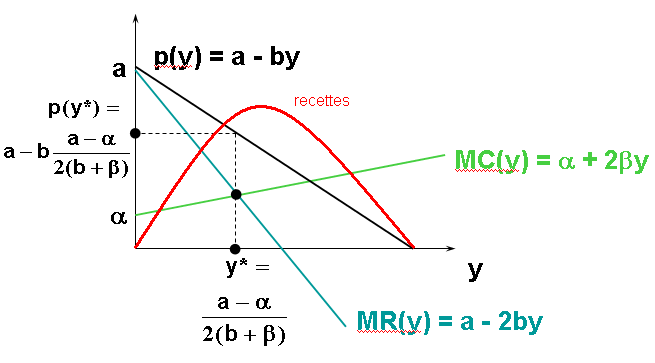 p(y) = a - by
a
recettes
p(y*) =
a – b (a – α) / 2(b + β)
MC(y) = α + 2βy
α
y* =
(a – α) / 2(b + β)
y
MR(y) = a - 2by